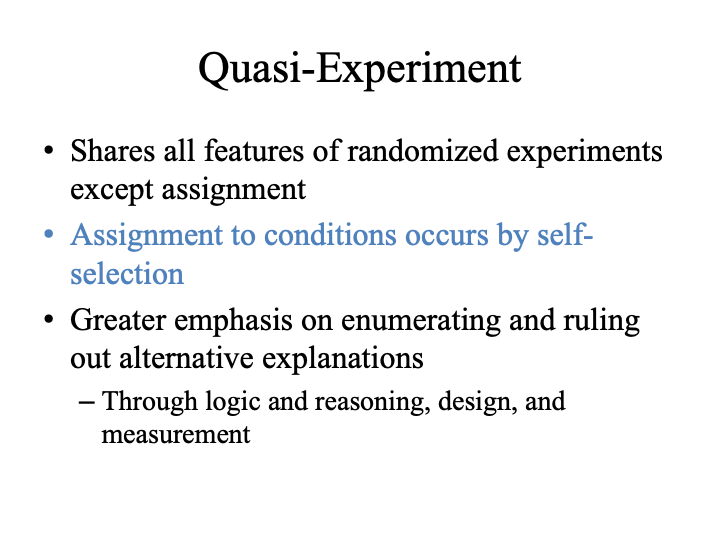 Quasi-Experiment
• Shares all features of randomized experiments
except assignment
• Assignment to conditions occurs by self-
selection
• Greater emphasis on enumerating and ruling
out alternative explanations
– Through logic and reasoning, design, and
measurement